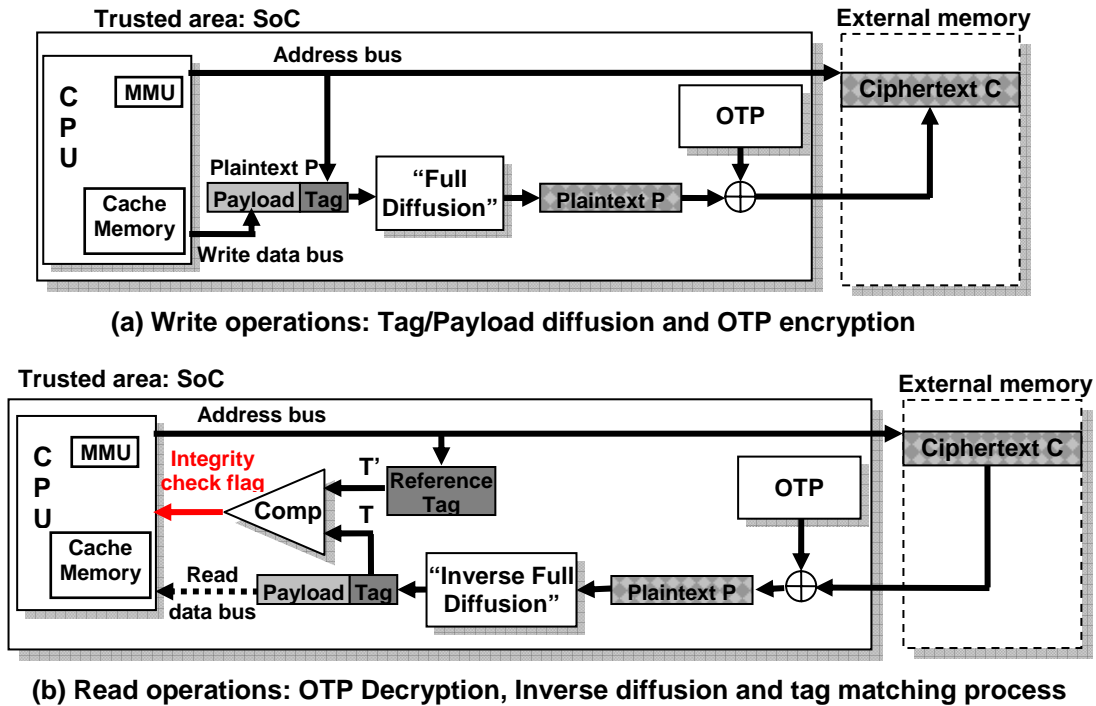 Trusted area: SoC
External memory
Address bus
C
P
U
MMU
Ciphertext C
OTP
Plaintext P
Payload Tag
“Full
Diffusion”
Plaintext P
Cache
Memory
Write data bus
(a) Write operations: Tag/Payload diffusion and OTP encryption
Trusted area: SoC
External memory
Address bus
C
P
U
MMU
Ciphertext C
Integrity
check flag
T’
Reference
Tag
Comp
T
OTP
Cache
Memory
Read
data bus
Payload Tag
“Inverse Full
Diffusion”
Plaintext P
(b) Read operations: OTP Decryption, Inverse diffusion and tag matching process